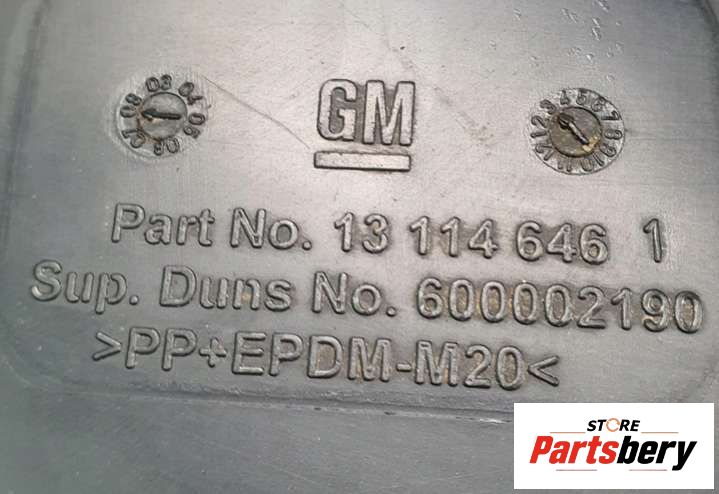 GM
Part No. 13 114 646 1
Sup. Duns No. 600002190
>PP+EPDM-M20<
STORE
Partsbery